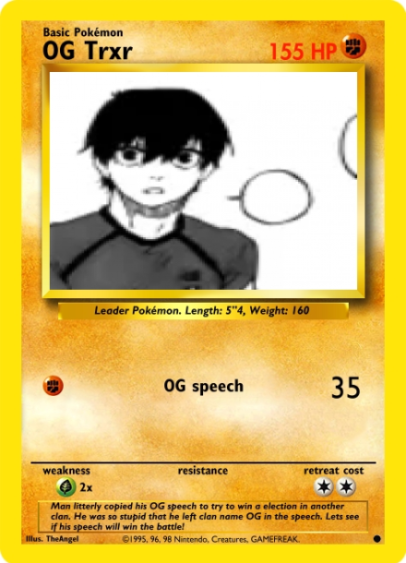 Basic Pokémon
OG Trxr 155 HP
Leader Pokémon. Length: 5"4, Weight: 160
OG speech 35
weakness resistance retreat cost
2x
Man litterly copied his OG speech to try to win a election in another
clan. He was so stupid that he left clan name OG in the speech. Lets see
if his speech will win the battle!
Illus. TheAngel ©1995, 96, 98 Nintendo. Creatures, GAMEFREAK.